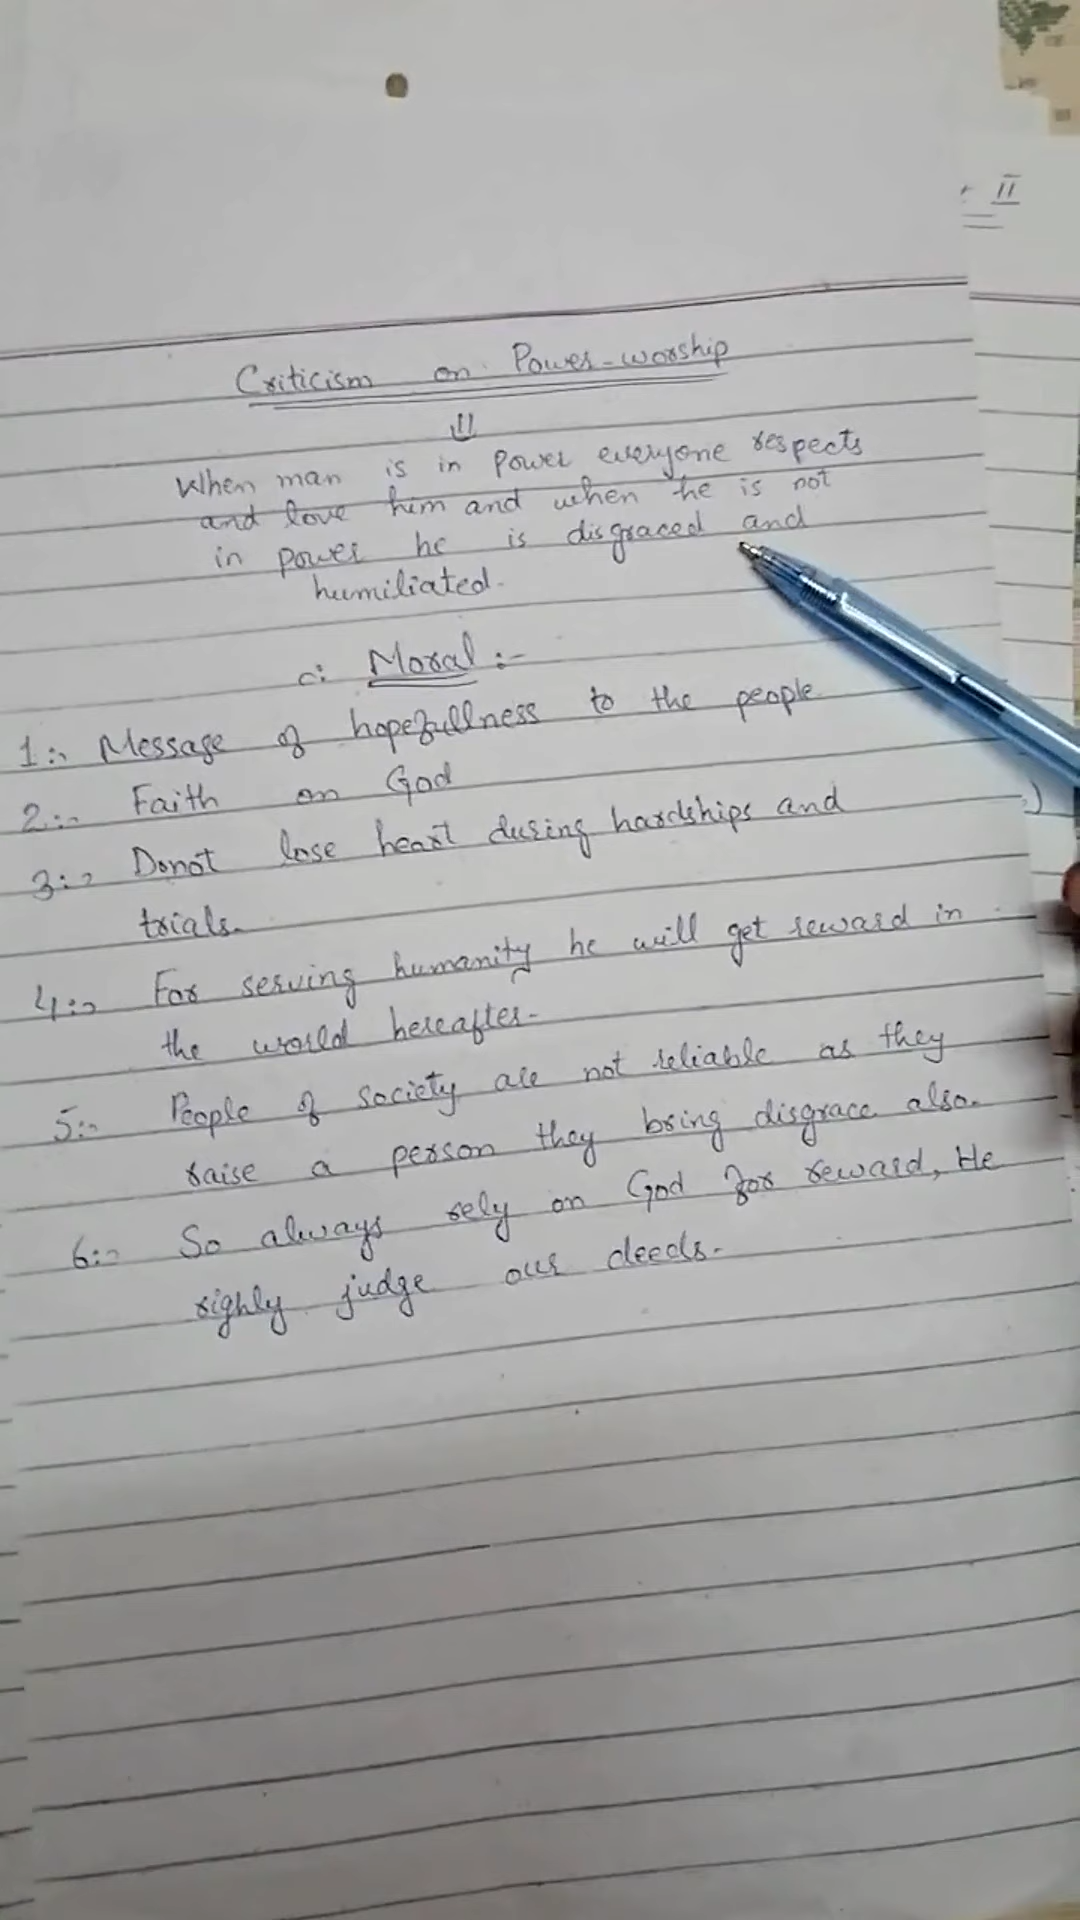 II
Criticism on Power-worship
⇓
When man is in power everyone respects
and love him and when he is not
in power he is disgraced and
humiliated.
c: Moral :-
1:- Message of hopefullness to the people
2:- Faith on God
3:- Donot lose heart during hardships and
trials.
4:- For serving humanity he will get reward in
the world hereafter.
5:- People of society are not reliable as they
raise a person they bring disgrace also.
6:- So always rely on God for reward, He
righly judge our deeds.